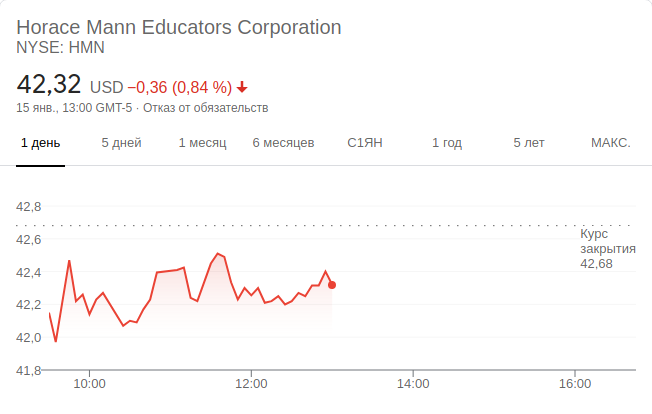 Horace Mann Educators Corporation
NYSE: HMN
42,32 USD −0,36 (0,84 %)
15 янв., 13:00 GMT-5 · Отказ от обязательств
1 день 5 дней 1 месяц 6 месяцев С1ЯН 1 год 5 лет МАКС.
42,8
Курс
закрытия
42,68
42,6
42,4
42,2
42,0
41,8
10:00 12:00 14:00 16:00